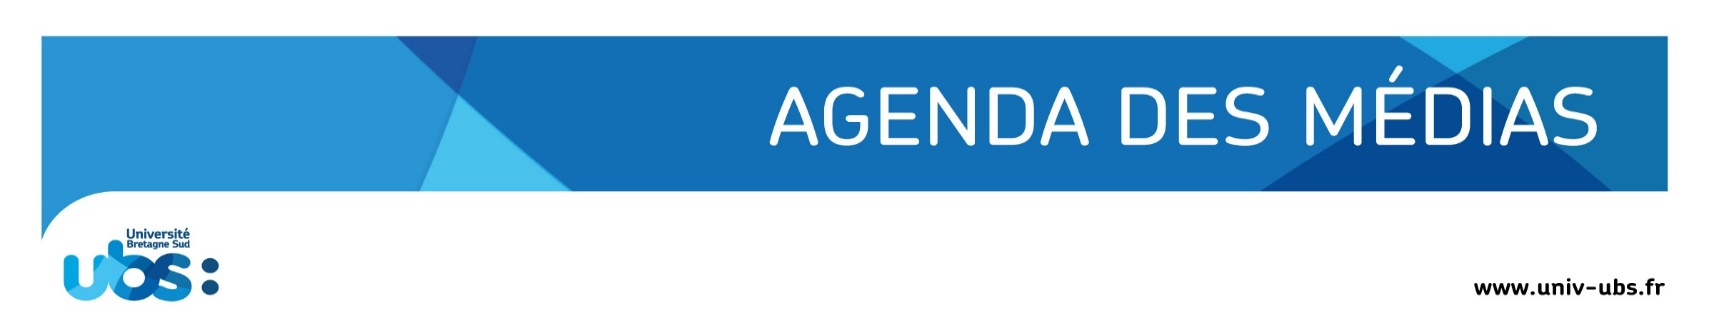 AGENDA DES MÉDIAS
Université
Bretagne Sud
ubs:
www.univ-ubs.fr